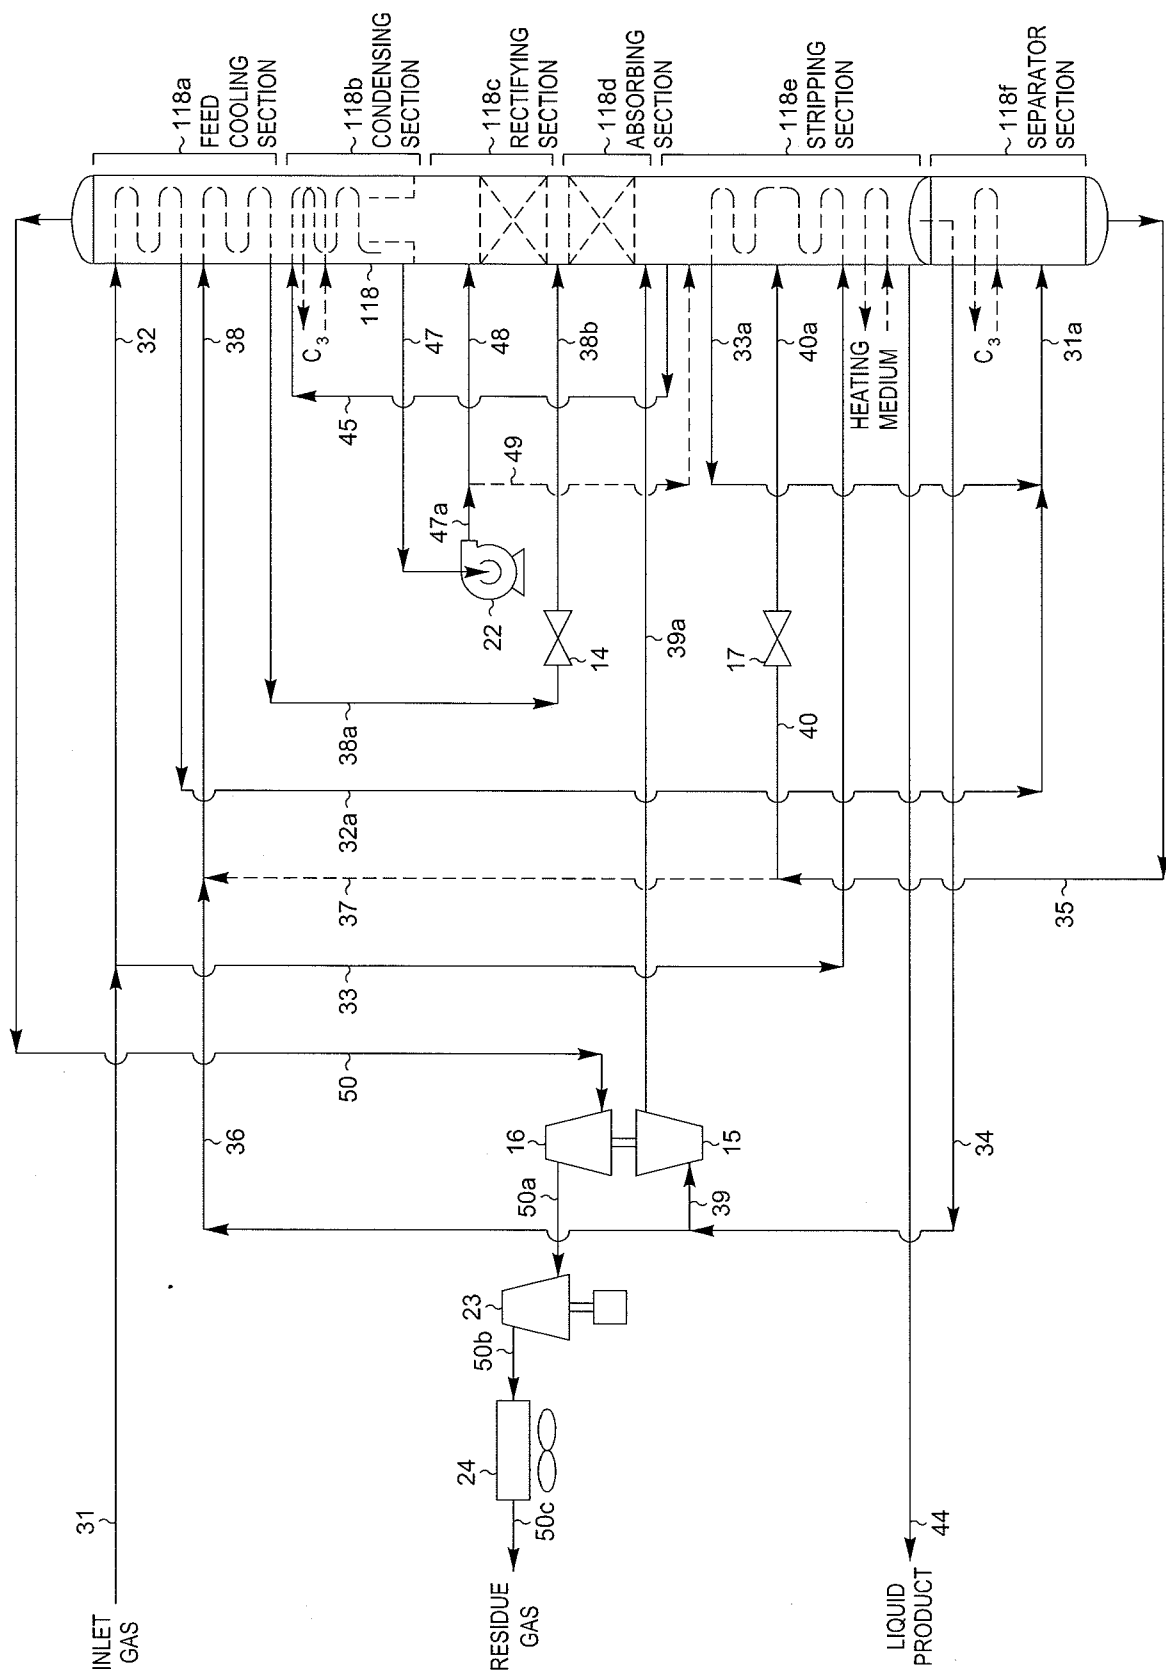 118a
FEED
COOLING
SECTION
118b
CONDENSING
SECTION
118c
RECTIFYING
SECTION
118d
ABSORBING
SECTION
118e
STRIPPING
SECTION
118f
SEPARATOR
SECTION
32
38
C3
118
47
48
38b
33a
40a
HEATING
MEDIUM
C3
31a
45
49
47a
22
14
39a
17
38a
40
32a
37
35
33
50
36
16
15
34
50a
39
23
50b
24
50c
31
44
INLET
GAS
RESIDUE
GAS
LIQUID
PRODUCT